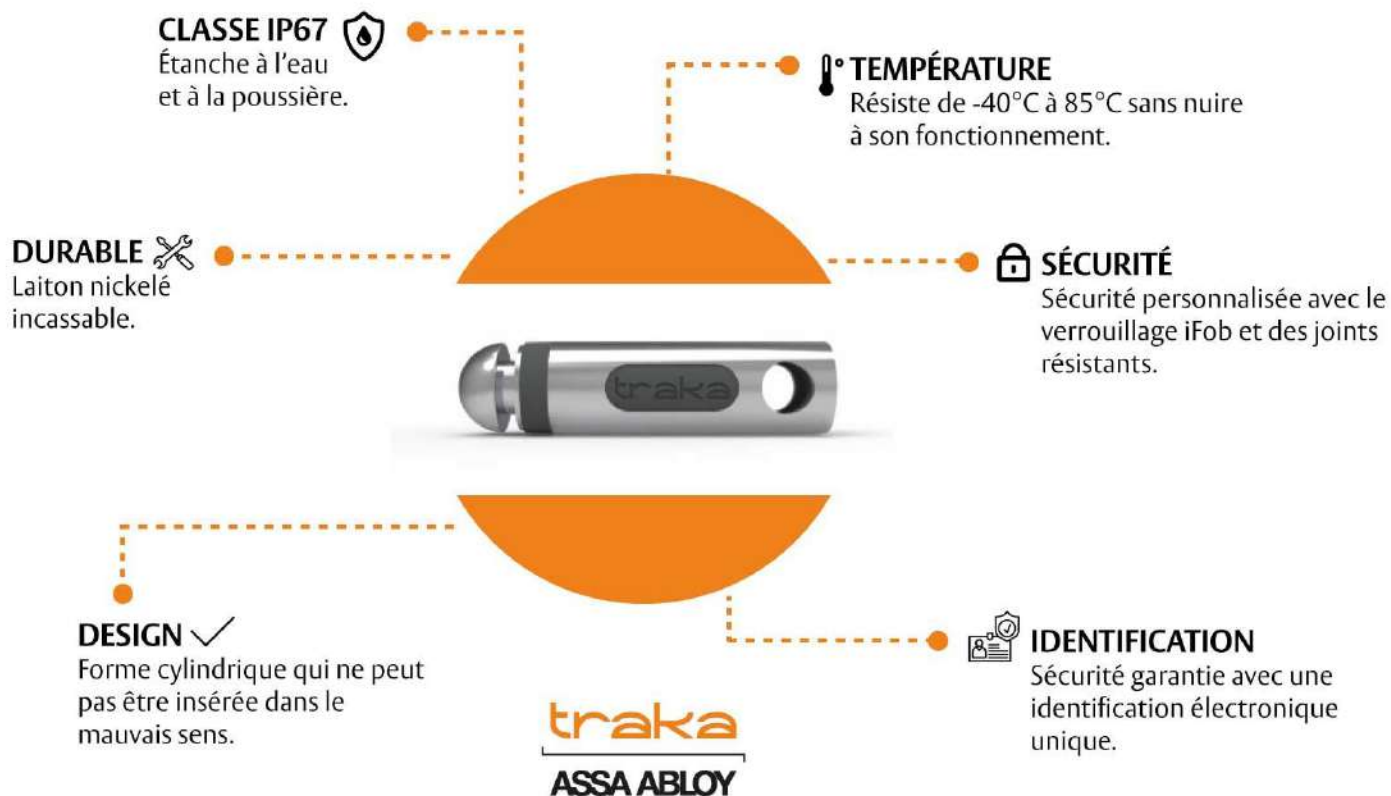 CLASSE IP67
Étanche à l'eau
et à la poussière.
TEMPÉRATURE
Résiste de -40°C à 85°C sans nuire
à son fonctionnement.
DURABLE
Laiton nickelé
incassable.
SÉCURITÉ
Sécurité personnalisée avec le
verrouillage iFob et des joints
résistants.
traka
DESIGN
Forme cylindrique qui ne peut
pas être insérée dans le
mauvais sens.
IDENTIFICATION
Sécurité garantie avec une
identification électronique
unique.
traka
ASSA ABLOY